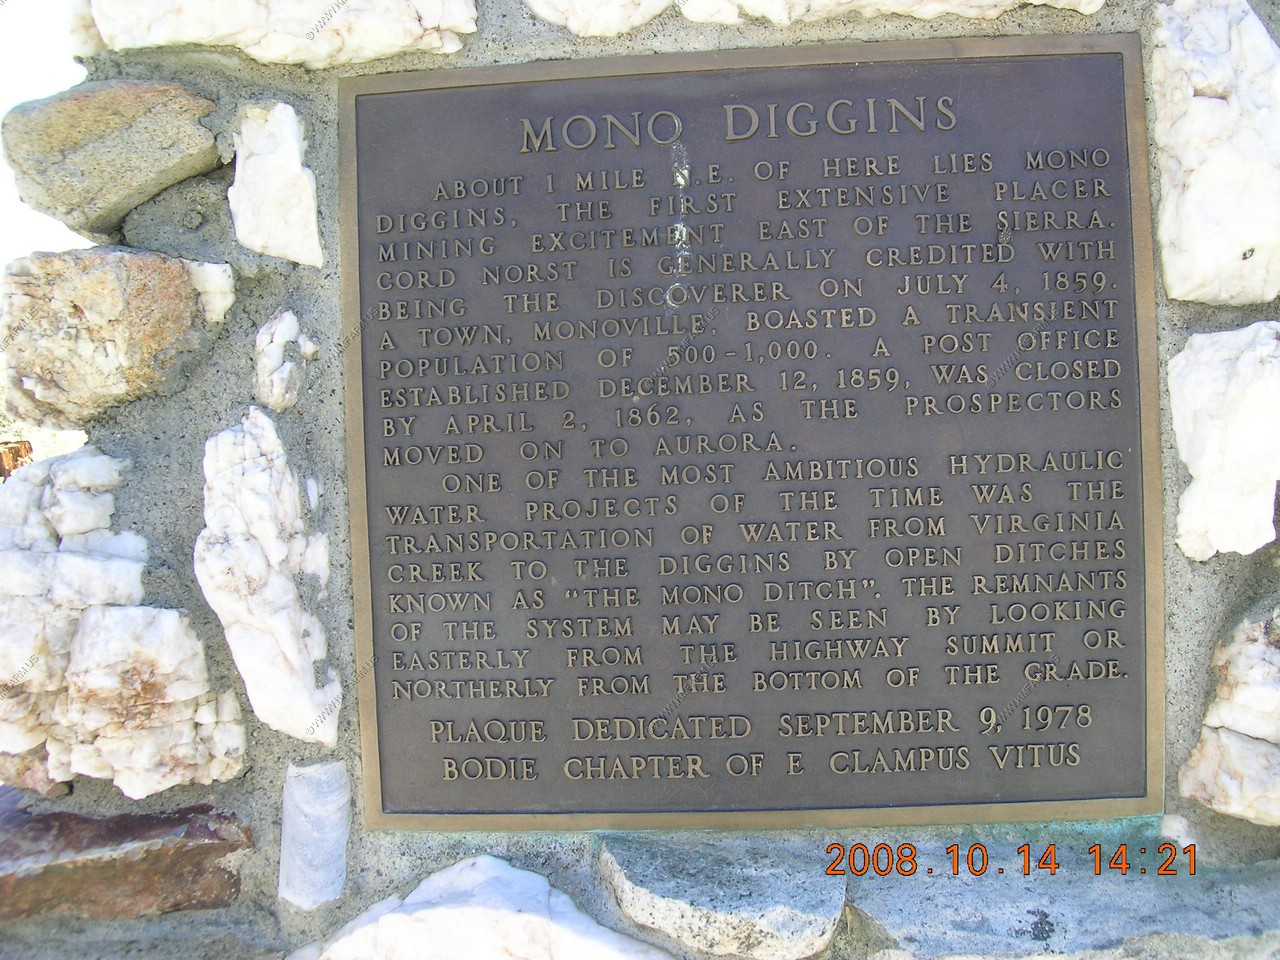 MONO DIGGINS
ABOUT 1 MILE N.E. OF HERE LIES MONO
DIGGINS, THE FIRST EXTENSIVE PLACER
MINING EXCITEMENT EAST OF THE SIERRA.
CORD NORST IS GENERALLY CREDITED WITH
BEING THE DISCOVERER ON JULY 4, 1859.
A TOWN, MONOVILLE, BOASTED A TRANSIENT
POPULATION OF 500-1,000. A POST OFFICE
ESTABLISHED DECEMBER 12, 1859, WAS CLOSED
BY APRIL 2, 1862, AS THE PROSPECTORS
MOVED ON TO AURORA.
ONE OF THE MOST AMBITIOUS HYDRAULIC
WATER PROJECTS OF THE TIME WAS THE
TRANSPORTATION OF WATER FROM VIRGINIA
CREEK TO THE DIGGINS BY OPEN DITCHES
KNOWN AS "THE MONO DITCH". THE REMNANTS
OF THE SYSTEM MAY BE SEEN BY LOOKING
EASTERLY FROM THE HIGHWAY SUMMIT OR
NORTHERLY FROM THE BOTTOM OF THE GRADE.
PLAQUE DEDICATED SEPTEMBER 9, 1978
BODIE CHAPTER OF E CLAMPUS VITUS
2008.10.14 14:21